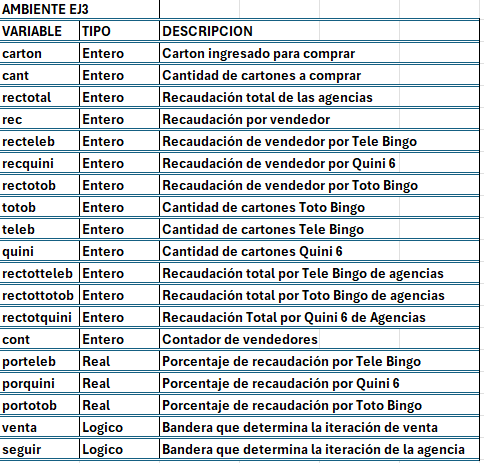 AMBIENTE EJ3
VARIABLE TIPO DESCRIPCION
carton Entero Carton ingresado para comprar
cant Entero Cantidad de cartones a comprar
rectotal Entero Recaudación total de las agencias
rec Entero Recaudación por vendedor
recteleb Entero Recaudación de vendedor por Tele Bingo
recquini Entero Recaudación de vendedor por Quini 6
rectotob Entero Recaudación de vendedor por Toto Bingo
totob Entero Cantidad de cartones Toto Bingo
teleb Entero Cantidad de cartones Tele Bingo
quini Entero Cantidad de cartones Quini 6
rectotteleb Entero Recaudación total por Tele Bingo de agencias
rectottotob Entero Recaudación total por Toto Bingo de agencias
rectotquini Entero Recaudación Total por Quini 6 de Agencias
cont Entero Contador de vendedores
porteleb Real Porcentaje de recaudación por Tele Bingo
porquini Real Porcentaje de recaudación por Quini 6
portotob Real Porcentaje de recaudación por Toto Bingo
venta Logico Bandera que determina la iteración de venta
seguir Logico Bandera que determina la iteración de la agencia